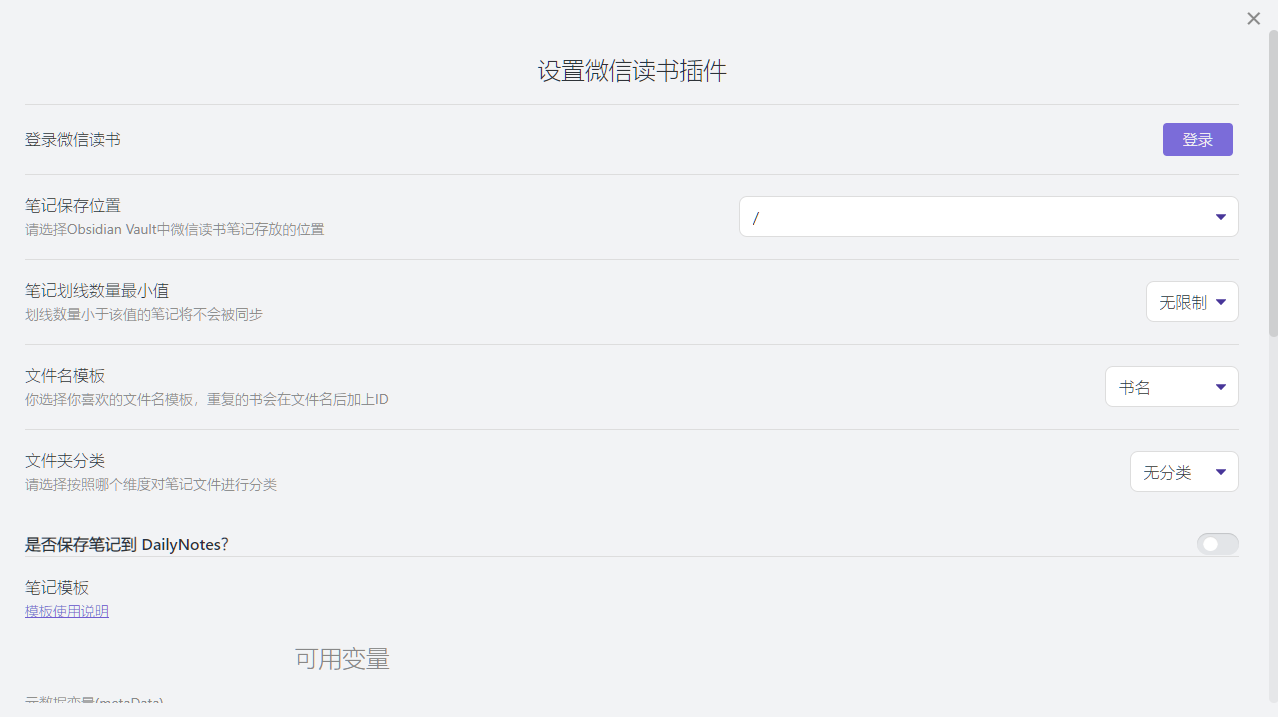 设置微信读书插件
登录微信读书
登录
笔记保存位置
请选择Obsidian Vault中微信读书笔记存放的位置
/
笔记划线数量最小值
划线数量小于该值的笔记将不会被同步
无限制
文件名模板
你选择你喜欢的文件名模板，重复的书会在文件名后加上ID
书名
文件夹分类
请选择按照哪个维度对笔记文件进行分类
无分类
是否保存笔记到 DailyNotes?
笔记模板
模板使用说明
可用变量
元数据变量(metaData)